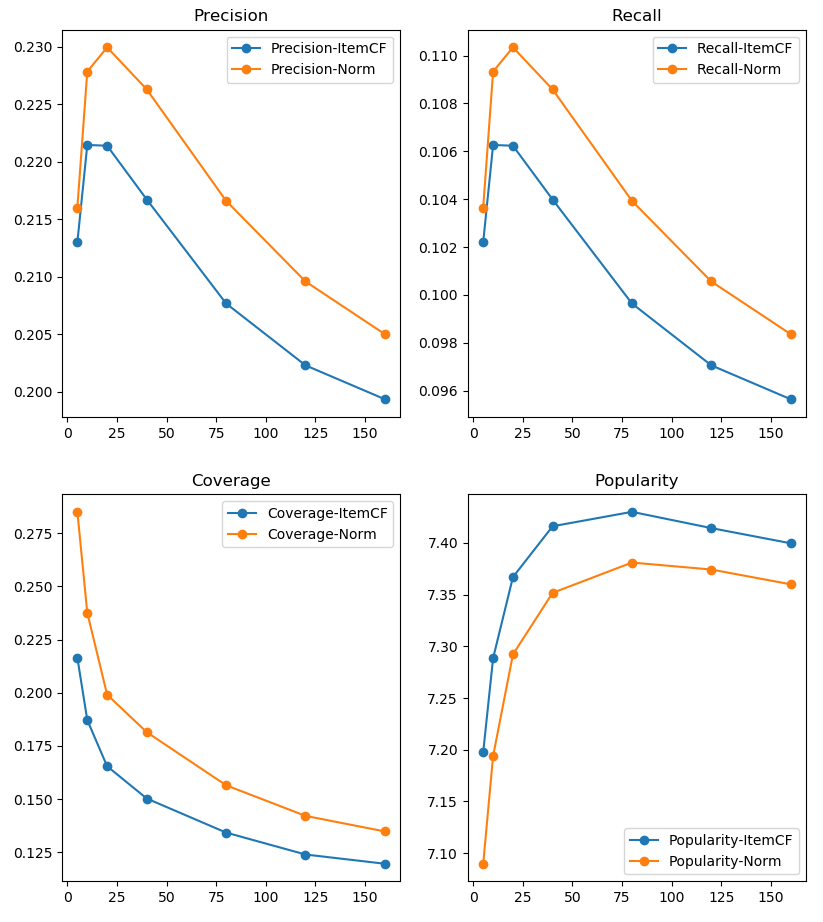 Precision
0.230
0.225
0.220
0.215
0.210
0.205
0.200
0 25 50 75 100 125 150
Precision-ItemCF
Precision-Norm
Recall
0.110
0.108
0.106
0.104
0.102
0.100
0.098
0.096
0 25 50 75 100 125 150
Recall-ItemCF
Recall-Norm
Coverage
0.275
0.250
0.225
0.200
0.175
0.150
0.125
0 25 50 75 100 125 150
Coverage-ItemCF
Coverage-Norm
Popularity
7.40
7.35
7.30
7.25
7.20
7.15
7.10
0 25 50 75 100 125 150
Popularity-ItemCF
Popularity-Norm